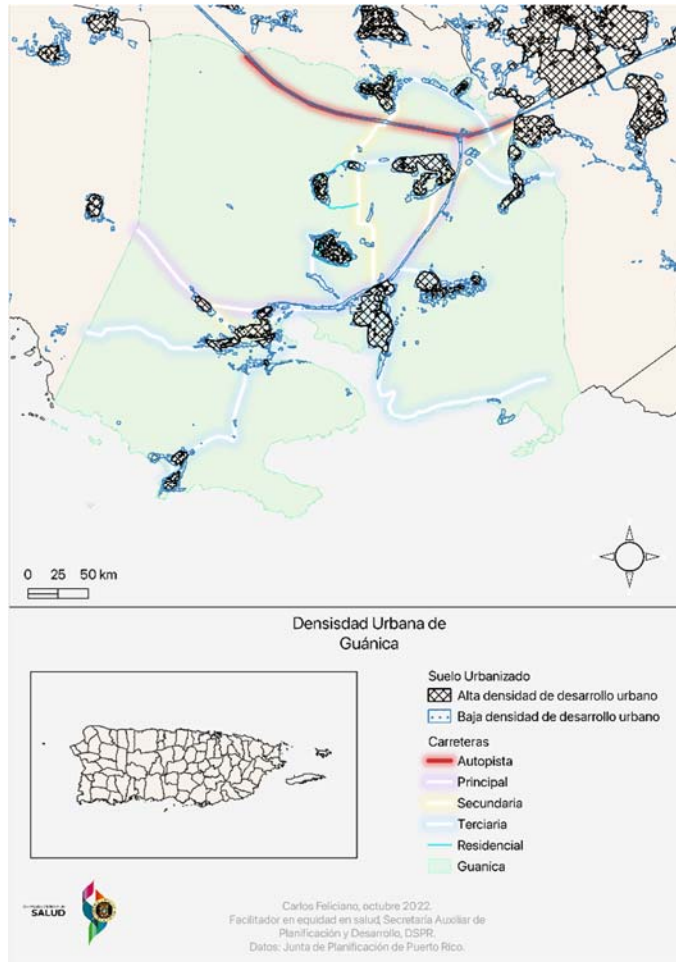 0 25 50 km
Densisdad Urbana de
Guánica
Suelo Urbanizado
Alta densidad de desarrollo urbano
Baja densidad de desarrollo urbano
Carreteras
Autopista
Principal
Secundaria
Terciaria
Residencial
Guanica
SALUD
Carlos Feliciano, octubre 2022.
Facilitador en equidad en salud, Secretaría Auxiliar de
Planificación y Desarrollo, DSPR.
Datos: Junta de Planificación de Puerto Rico.